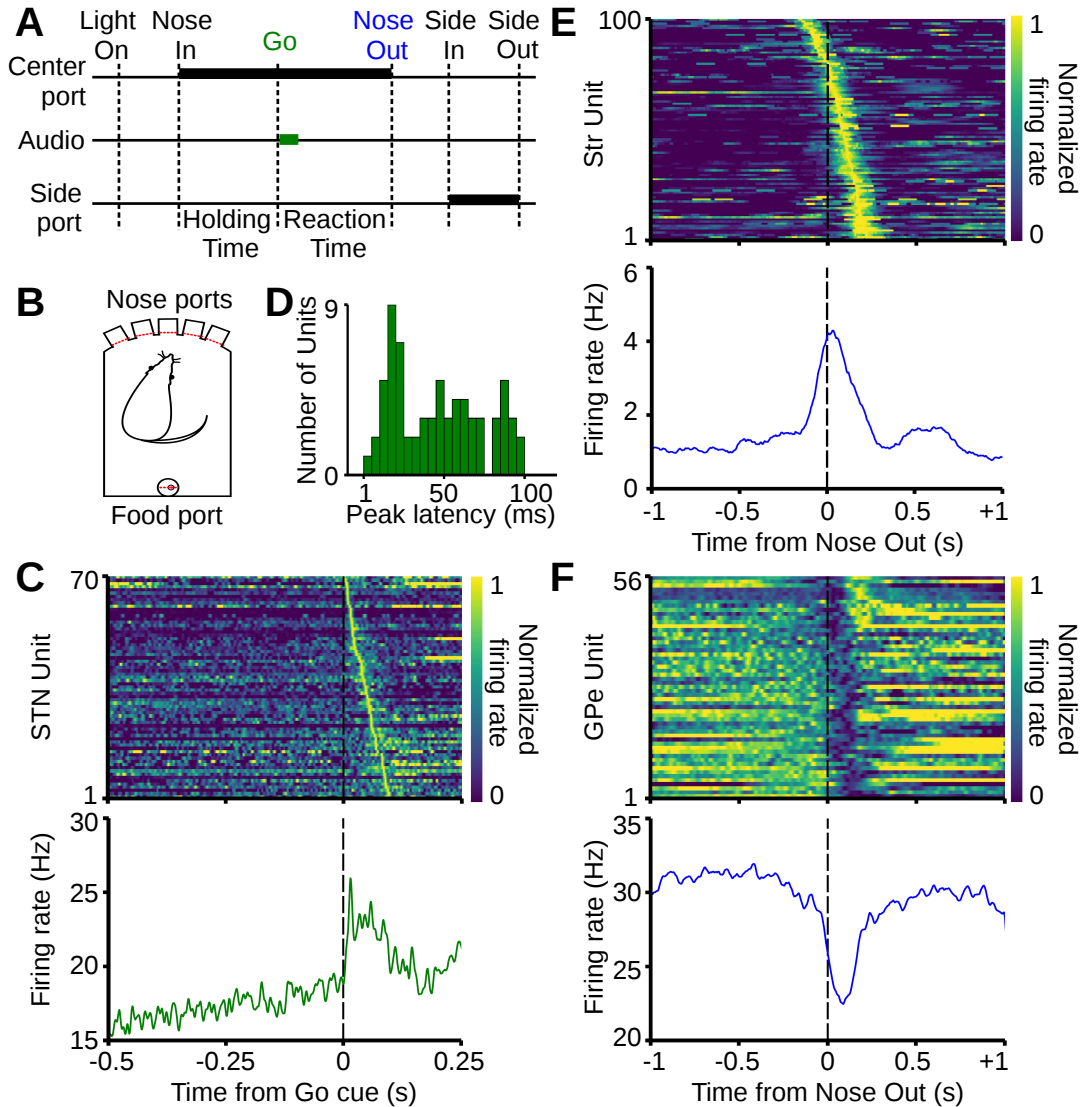 A
Light On
Nose In
Go
Nose Out
Side In
Side Out
Center port
Audio
Side port
Holding Time
Reaction Time
B
Nose ports
Food port
D
Number of Units
9
0
1
50
100
Peak latency (ms)
C
STN Unit
70
1
1
0
Normalized firing rate
Firing rate (Hz)
30
25
20
15
-0.5
-0.25
0
0.25
Time from Go cue (s)
E
Str Unit
100
1
1
0
Normalized firing rate
Firing rate (Hz)
6
4
2
0
-1
-0.5
0
0.5
+1
Time from Nose Out (s)
F
GPe Unit
56
1
1
0
Normalized firing rate
Firing rate (Hz)
35
30
25
20
-1
-0.5
0
0.5
+1
Time from Nose Out (s)